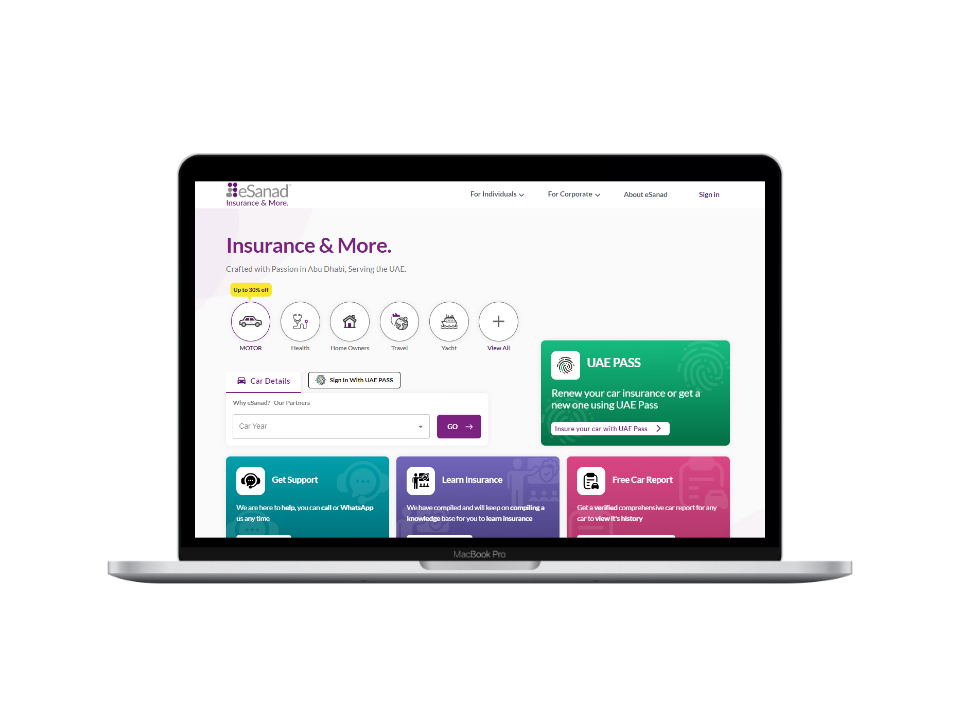 eSanad
Insurance & More.
For Individuals
For Corporate
About eSanad
Sign in
Insurance & More.
Crafted with Passion in Abu Dhabi, Serving the UAE.
Up to 30% off
MOTOR
Health
Home Owners
Travel
Yacht
View All
Car Details
Sign In With UAE PASS
Why eSanad? Our Partners
Car Year
GO
UAE PASS
Renew your car insurance or get a
new one using UAE Pass
Insure your car with UAE Pass
Get Support
We are here to help, you can call or WhatsApp
us any time
Learn Insurance
We have compiled and will keep on compiling a
knowledge base for you to learn insurance
Free Car Report
Get a verified comprehensive car report for any
car to view it's history
MacBook Pro